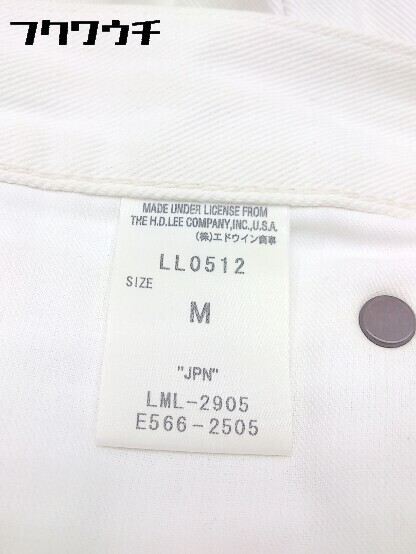 フクワウチ
MADE UNDER LICENSE FROM
THE H.D.LEE COMPANY,INC.,U.S.A.
(株)エドウイン商事
LL0512
SIZE
M
"JPN"
LML-2905
E566-2505